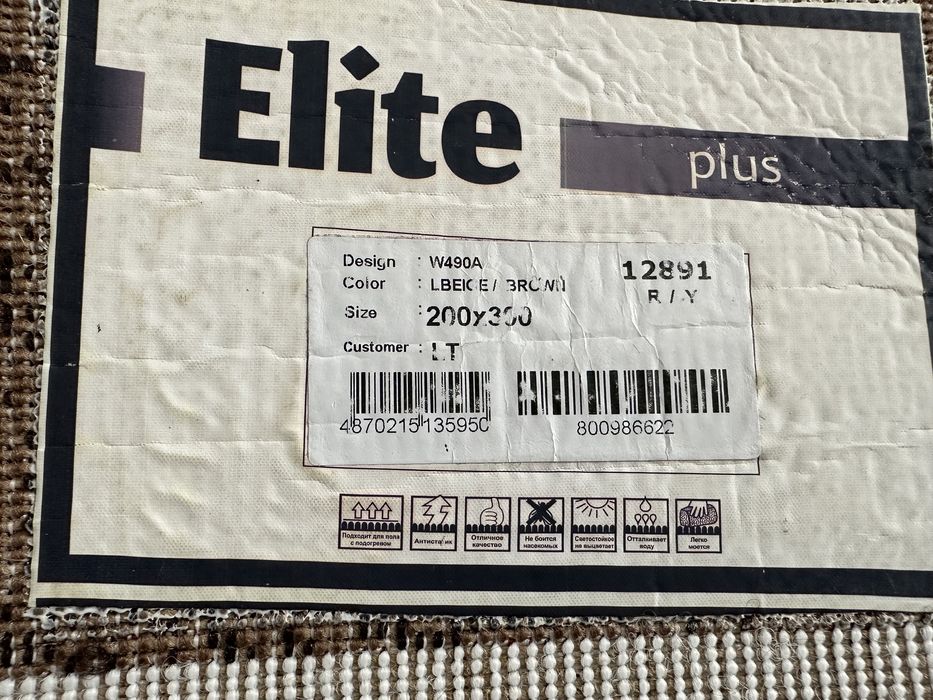 Elite
plus
Design : W490A
Color : LBEIGE / BROWN
Size : 200x300
Customer : LT
12891
R / Y
4870215135950
800986622
Подходит для пола
с подогревом
Антистатик
Отличное
качество
Не боится
насекомых
Светостойкое
не выцветает
Отталкивает
воду
Легко
моется